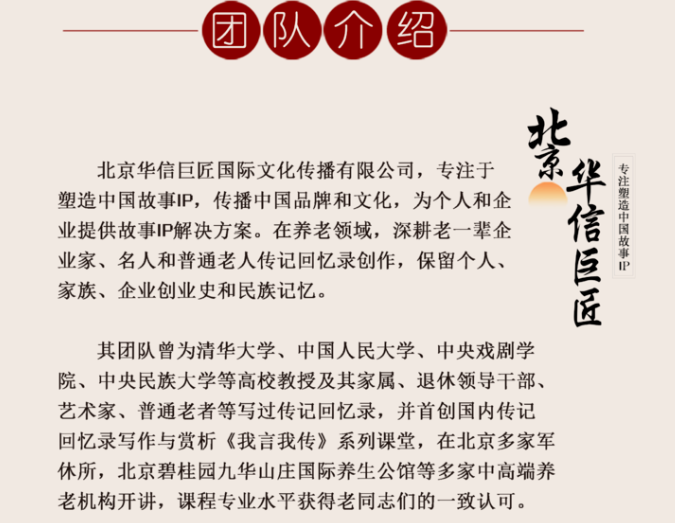 团队介绍
北京华信巨匠国际文化传播有限公司，专注于
塑造中国故事IP，传播中国品牌和文化，为个人和企
业提供故事IP解决方案。在养老领域，深耕老一辈企
业家、名人和普通老人传记回忆录创作，保留个人、
家族、企业创业史和民族记忆。
其团队曾为清华大学、中国人民大学、中央戏剧学
院、中央民族大学等高校教授及其家属、退休领导干部、
艺术家、普通老者等写过传记回忆录，并首创国内传记
回忆录写作与赏析《我言我传》系列课堂，在北京多家军
休所，北京碧桂园九华山庄国际养生公馆等多家中高端养
老机构开讲，课程专业水平获得老同志们的一致认可。
北京
华信巨匠
专注塑造中国故事IP